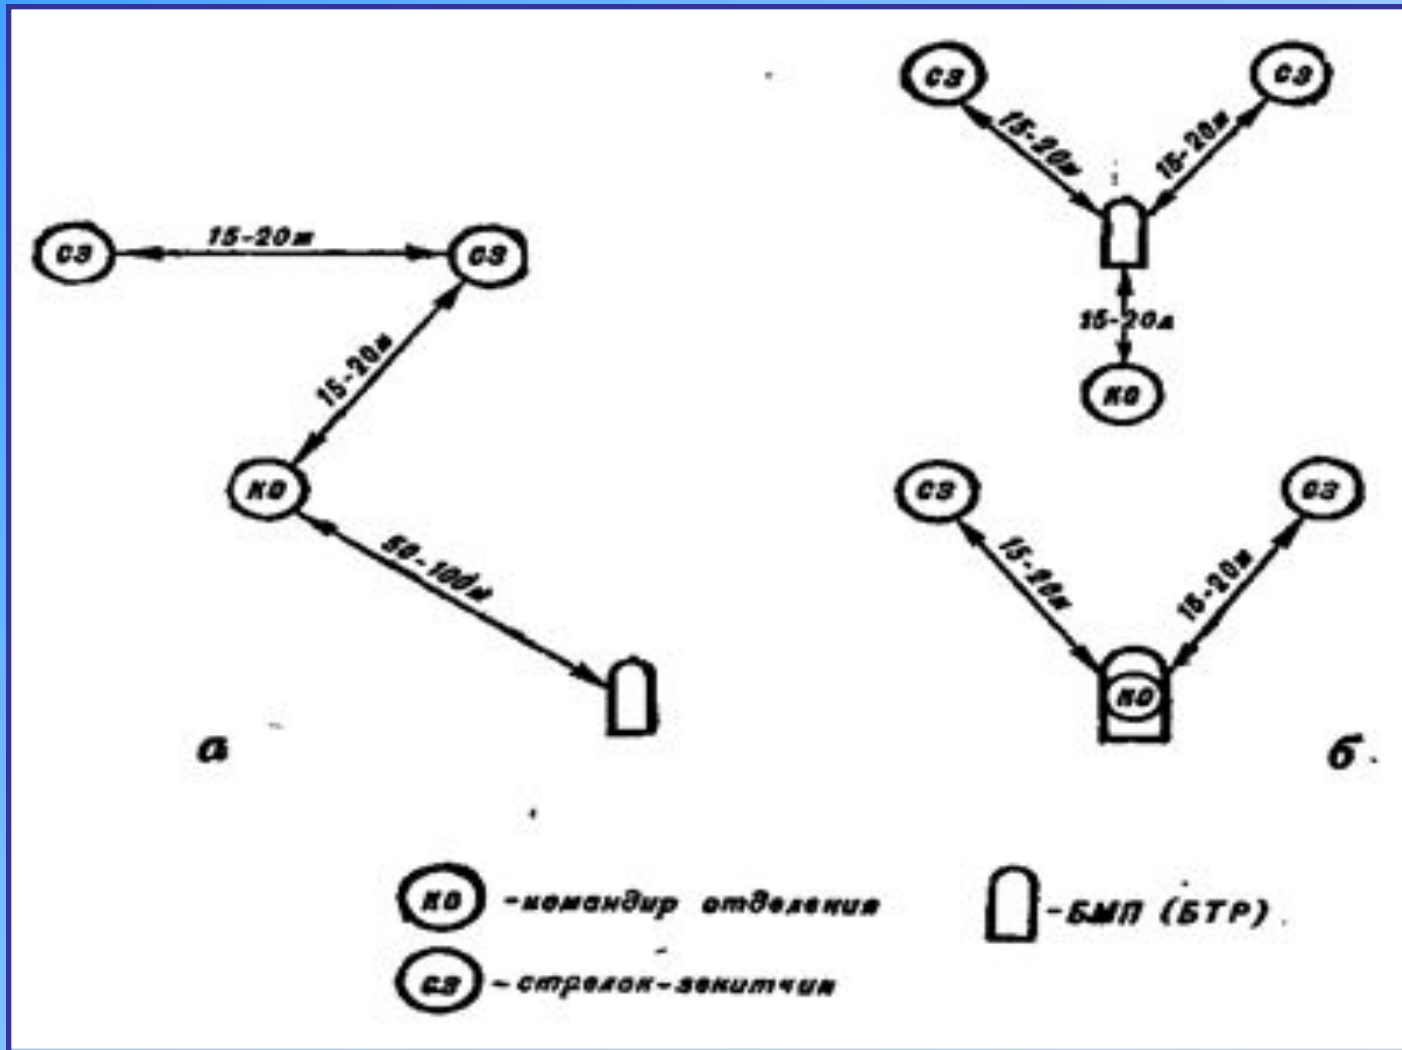 СЗ
15-20м
СЗ
15-20м
КО
50-100м
а
СЗ
СЗ
15-20м
15-20м
15-20м
КО
СЗ
СЗ
15-20м
15-20м
КО
б
КО -командир отделения
-БМП (БТР)
СЗ -стрелок-зенитчик